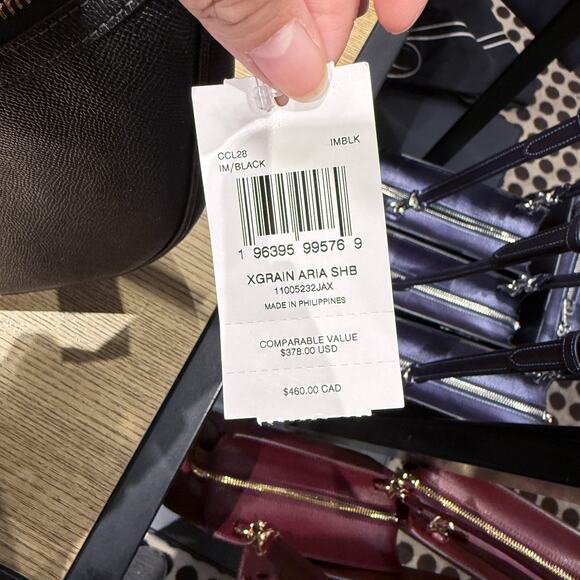 CCL28
IMBLK
IM/BLACK
1 96395 99576 9
XGRAIN ARIA SHB
11005232JAX
MADE IN PHILIPPINES
COMPARABLE VALUE
$378.00 USD
$460.00 CAD